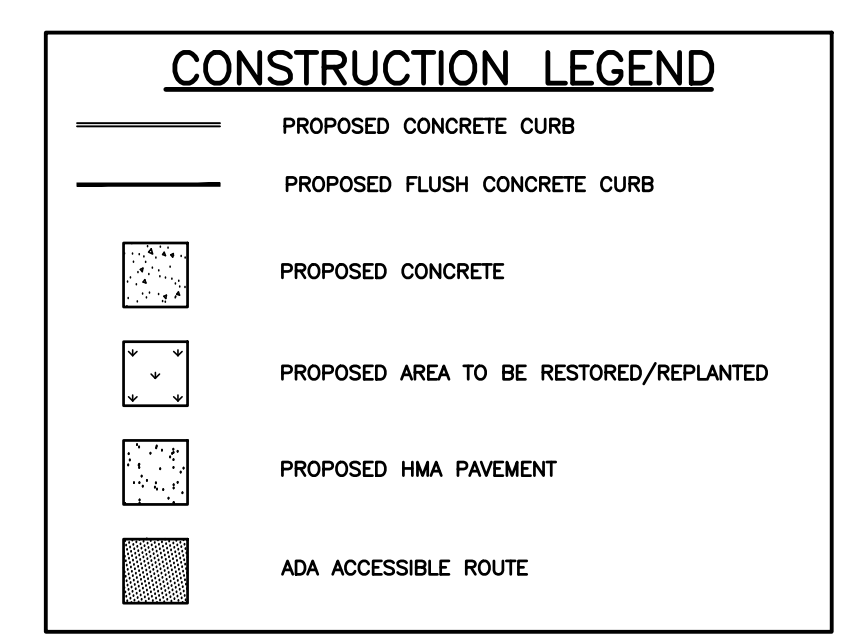 CONSTRUCTION LEGEND
PROPOSED CONCRETE CURB
PROPOSED FLUSH CONCRETE CURB
PROPOSED CONCRETE
PROPOSED AREA TO BE RESTORED/REPLANTED
PROPOSED HMA PAVEMENT
ADA ACCESSIBLE ROUTE